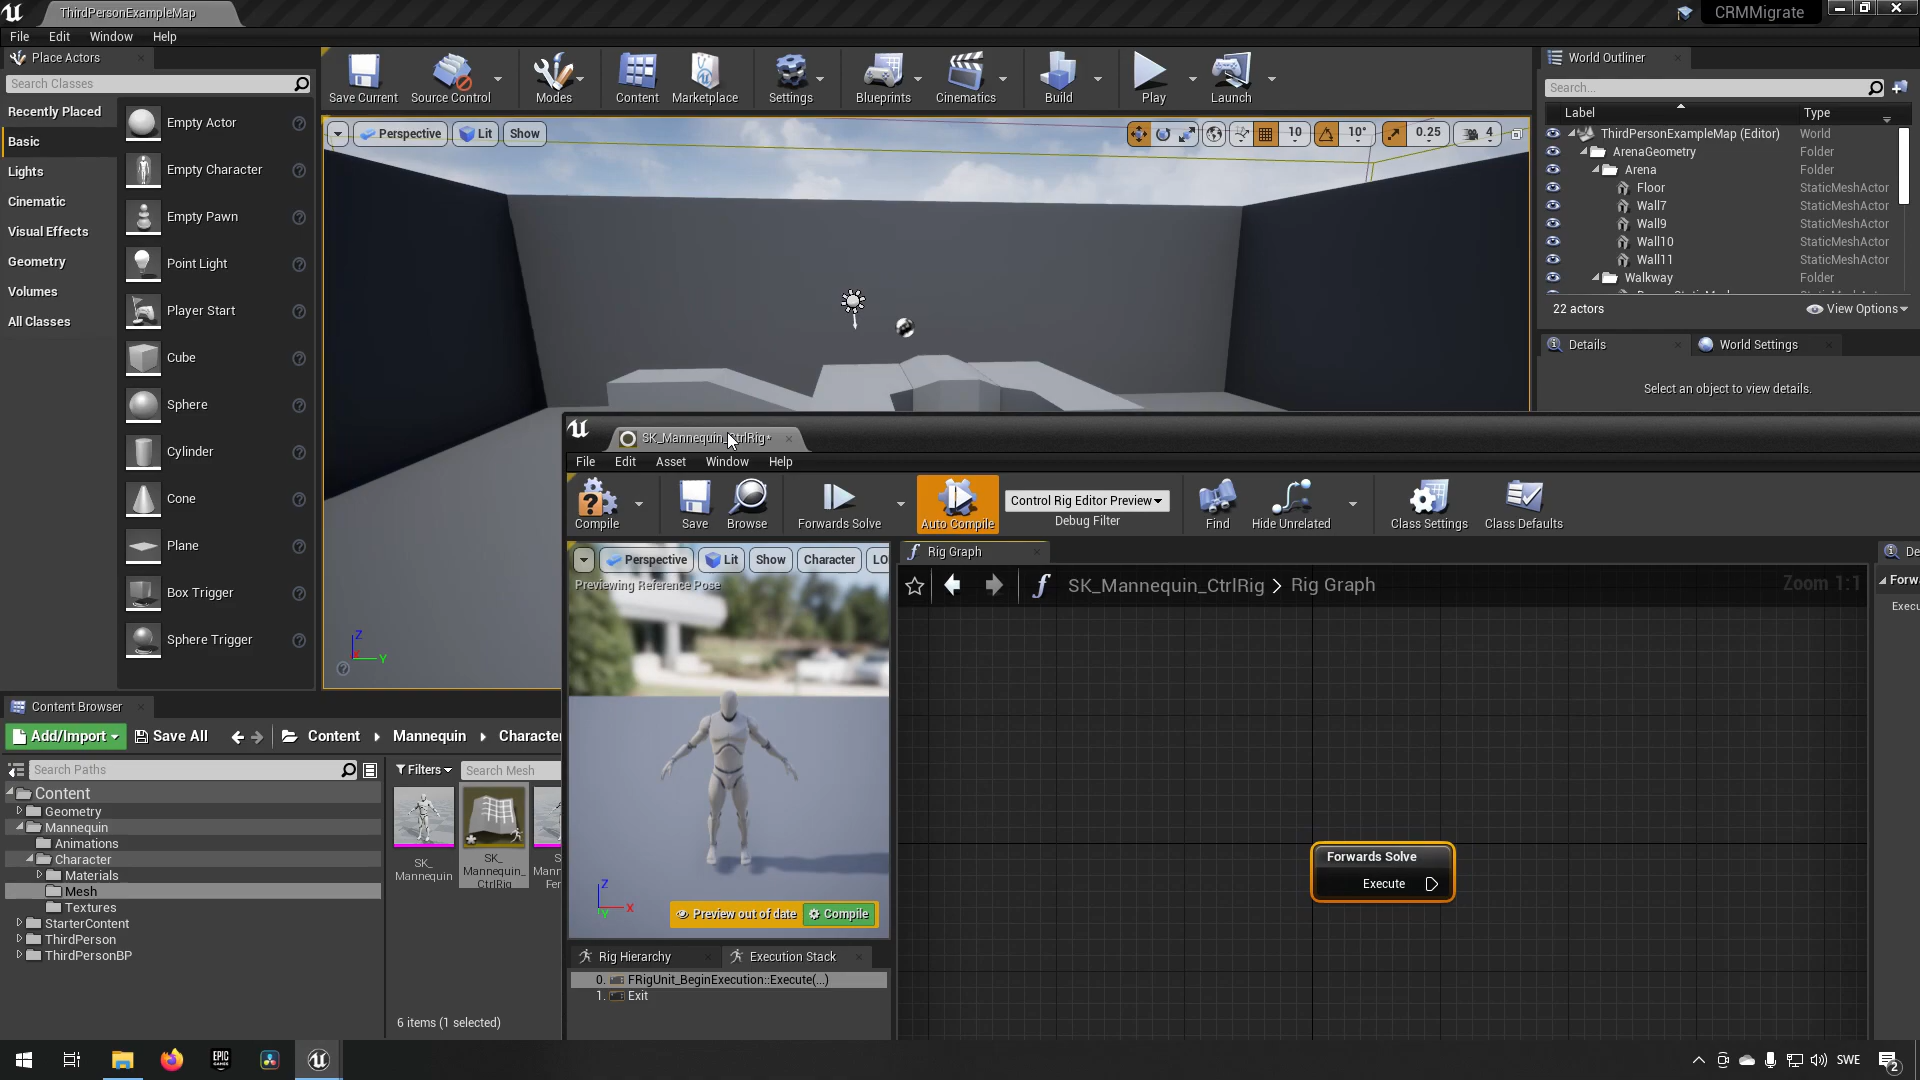 ThirdPersonExampleMap
CRMMigrate
File Edit Window Help
Place Actors
Search Classes
Recently Placed
Basic
Lights
Cinematic
Visual Effects
Geometry
Volumes
All Classes
Empty Actor
Empty Character
Empty Pawn
Point Light
Player Start
Cube
Sphere
Cylinder
Cone
Plane
Box Trigger
Sphere Trigger
Save Current Source Control Modes Content Marketplace Settings Blueprints Cinematics Build Play Launch
Perspective Lit Show
10 10° 0.25 4
Z
Y
World Outliner
Search...
Label Type
ThirdPersonExampleMap (Editor) World
ArenaGeometry Folder
Arena Folder
Floor StaticMeshActor
Wall7 StaticMeshActor
Wall9 StaticMeshActor
Wall10 StaticMeshActor
Wall11 StaticMeshActor
Walkway Folder
22 actors View Options
Details World Settings
Select an object to view details.
SK_Mannequin_CtrlRig*
File Edit Asset Window Help
Compile Save Browse Forwards Solve Auto Compile
Control Rig Editor Preview
Debug Filter
Find Hide Unrelated Class Settings Class Defaults
Perspective Lit Show Character LO
Previewing Reference Pose
Z
X
Y
Preview out of date Compile
Rig Hierarchy Execution Stack
0. FRigUnit_BeginExecution::Execute(...)
1. Exit
Rig Graph
SK_Mannequin_CtrlRig > Rig Graph
Zoom 1:1
Forwards Solve
Execute
De
Forwa
Execu
Content Browser
Add/Import Save All Content Mannequin Character
Search Paths
Content
Geometry
Mannequin
Animations
Character
Materials
Mesh
Textures
StarterContent
ThirdPerson
ThirdPersonBP
Filters Search Mesh
SK_
Mannequin
SK_
Mannequin_
CtrlRig
S
Mann
Fer
6 items (1 selected)
EPIC
GAMES
SWE
2